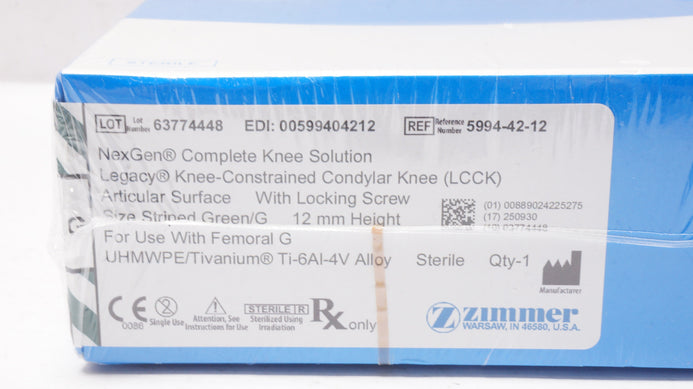 LOT Lot Number 63774448 EDI: 00599404212 REF Reference Number 5994-42-12
NexGen® Complete Knee Solution
Legacy® Knee-Constrained Condylar Knee (LCCK)
Articular Surface With Locking Screw
Size Striped Green/G 12 mm Height
For Use With Femoral G
UHMWPE/Tivanium® Ti-6Al-4V Alloy Sterile Qty-1
(01) 00889024225275
(17) 250930
(10) 63774448
Manufacturer
CE 0086
Single Use
Attention, See Instructions for Use
STERILE R
Sterilized Using Irradiation
Rx only
Z zimmer
WARSAW, IN 46580, U.S.A.
G